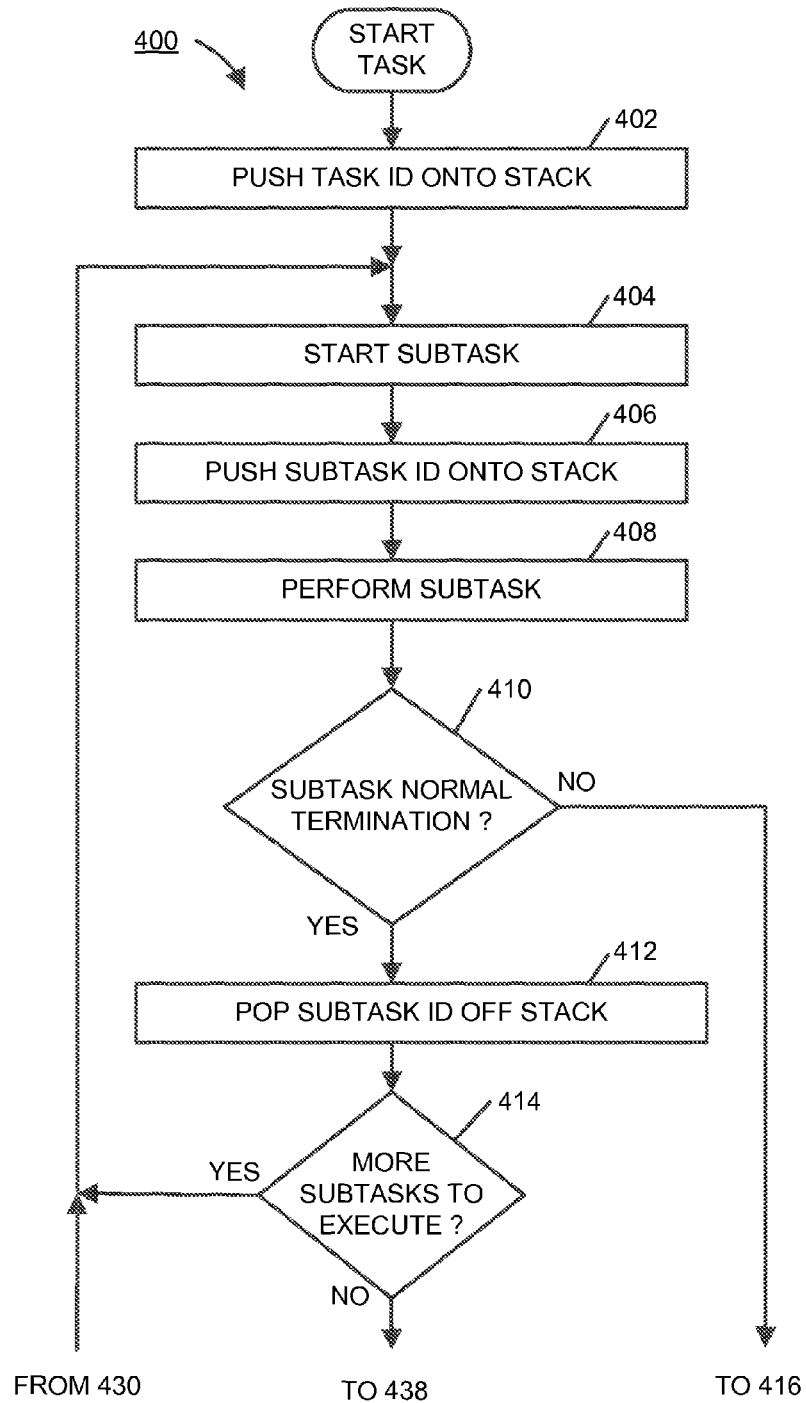 400
START
TASK
402
PUSH TASK ID ONTO STACK
404
START SUBTASK
406
PUSH SUBTASK ID ONTO STACK
408
PERFORM SUBTASK
410
SUBTASK NORMAL
TERMINATION ?
NO
YES
412
POP SUBTASK ID OFF STACK
414
YES
MORE
SUBTASKS TO
EXECUTE ?
NO
FROM 430
TO 438
TO 416